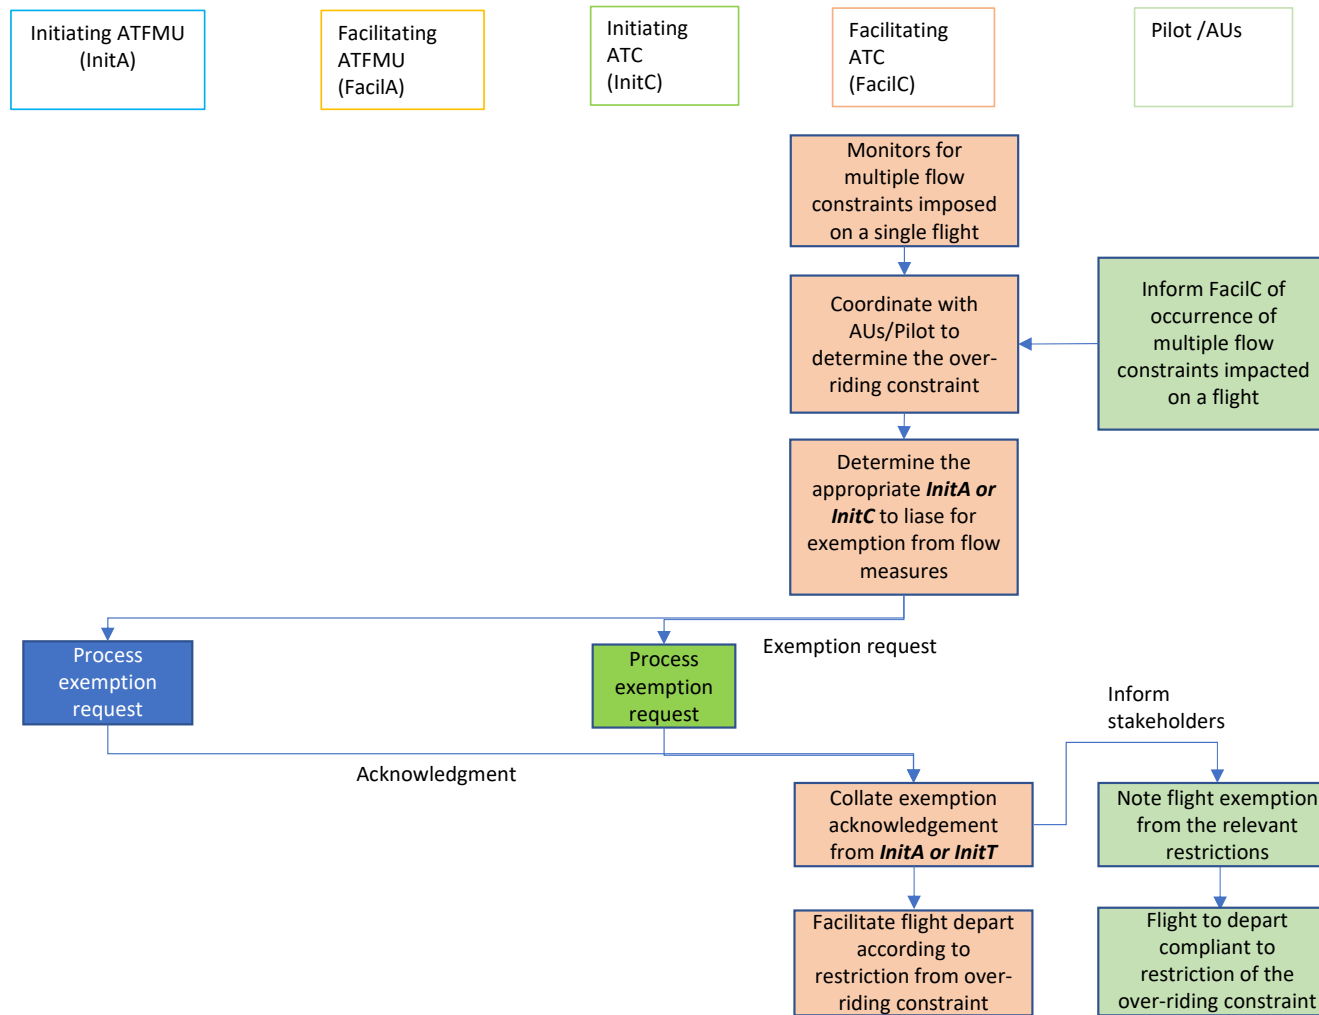 Initiating ATFMU
(InitA)
Facilitating
ATFMU
(FacilA)
Initiating
ATC
(InitC)
Facilitating
ATC
(FacilC)
Pilot /AUs
Monitors for
multiple flow
constraints imposed
on a single flight
Coordinate with
AUs/Pilot to
determine the over-
riding constraint
Inform FacilC of
occurrence of
multiple flow
constraints impacted
on a flight
Determine the
appropriate InitA or
InitC to liase for
exemption from flow
measures
Exemption request
Process
exemption
request
Process
exemption
request
Inform
stakeholders
Acknowledgment
Collate exemption
acknowledgement
from InitA or InitT
Note flight exemption
from the relevant
restrictions
Facilitate flight depart
according to
restriction from over-
riding constraint
Flight to depart
compliant to
restriction of the
over-riding constraint